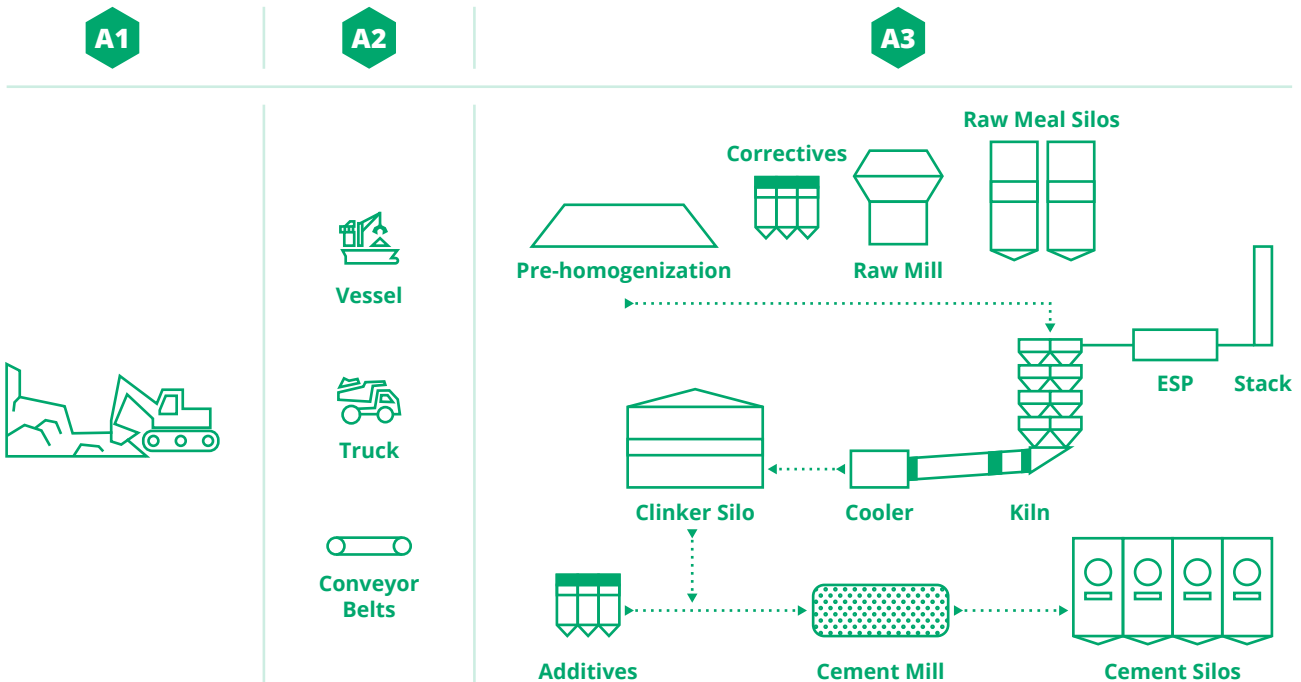 A1
A2
A3
Vessel
Truck
Conveyor
Belts
Raw Meal Silos
Correctives
Pre-homogenization
Raw Mill
ESP
Stack
Clinker Silo
Cooler
Kiln
Additives
Cement Mill
Cement Silos